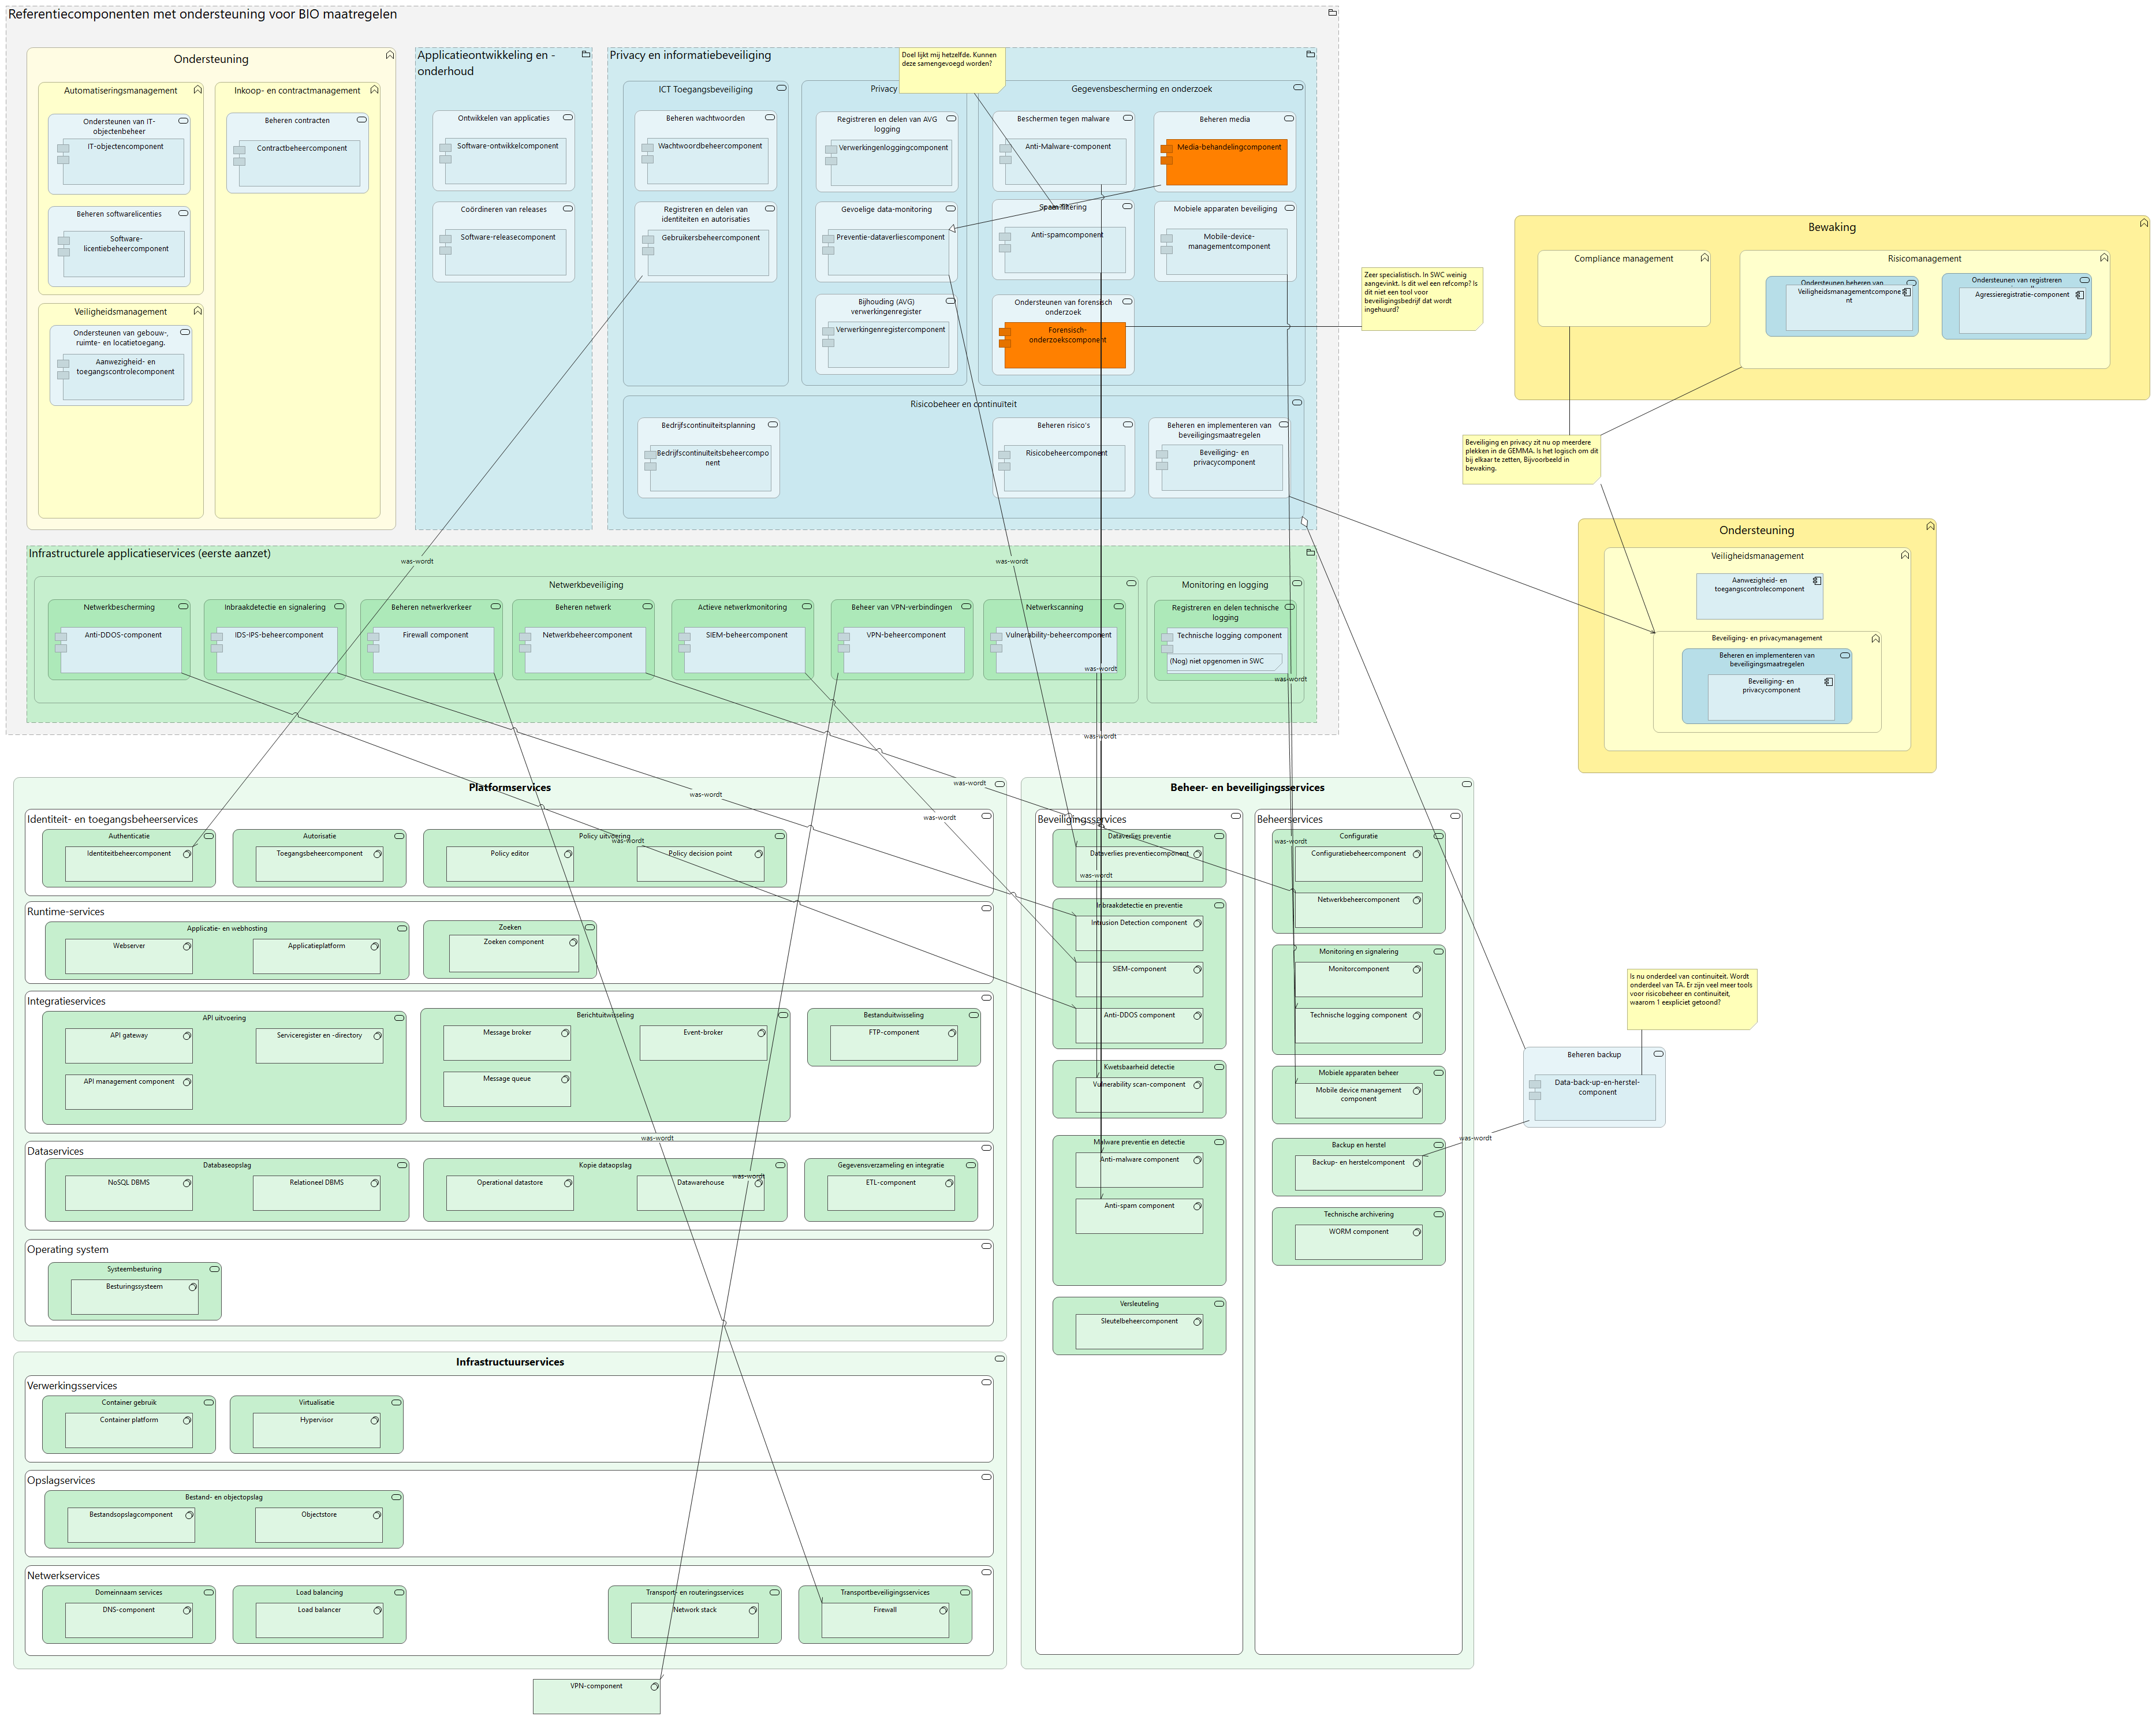 Referentiecomponenten met ondersteuning voor BIO maatregelen
Ondersteuning
Automatiseringsmanagement
Ondersteunen van IT-
objectenbeheer
IT-objectencomponent
Beheren softwarelicenties
Software-
licentiebeheercomponent
Veiligheidsmanagement
Ondersteunen van gebouw-,
ruimte- en locatietoegang.
Aanwezigheid- en
toegangscontrolecomponent
Inkoop- en contractmanagement
Beheren contracten
Contractbeheercomponent
Applicatieontwikkeling en -
onderhoud
Ontwikkelen van applicaties
Software-ontwikkelcomponent
Coördineren van releases
Software-releasecomponent
Privacy en informatiebeveiliging
Doel lijkt mij hetzelfde. Kunnen
deze samengevoegd worden?
ICT Toegangsbeveiliging
Beheren wachtwoorden
Wachtwoordbeheercomponent
Registreren en delen van
identiteiten en autorisaties
Gebruikersbeheercomponent
Privacy
Registreren en delen van AVG
logging
Verwerkingenloggingcomponent
Gevoelige data-monitoring
Preventie-dataverliescomponent
Bijhouding (AVG)
verwerkingenregister
Verwerkingenregistercomponent
Gegevensbescherming en onderzoek
Beschermen tegen malware
Anti-Malware-component
Beheren media
Media-behandelingcomponent
Anti-spamcomponent
Mobiele apparaten beveiliging
Mobile-device-
managementcomponent
Ondersteunen van forensisch
onderzoek
Forensisch-
onderzoekscomponent
Zeer specialistisch. In SWC weinig
aangevinkt. Is dit wel een refcomp? Is
dit niet een tool voor
beveiligingsbedrijf dat wordt
ingehuurd?
Risicobeheer en continuïteit
Bedrijfscontinuïteitsplanning
Bedrijfscontinuïteitsbeheercompo
nent
Beheren risico's
Risicobeheercomponent
Beheren en implementeren van
beveiligingsmaatregelen
Beveiliging- en
privacycomponent
Bewaking
Compliance management
Risicomanagement
Ondersteunen beheren van
Veiligheidsmanagementcompone
nt
Ondersteunen van registreren
Agressieregistratie-component
Beveiliging en privacy zit nu op meerdere
plekken in de GEMMA. Is het logisch om dit
bij elkaar te zetten, Bijvoorbeeld in
bewaking.
Ondersteuning
Veiligheidsmanagement
Aanwezigheid- en
toegangscontrolecomponent
Beveiliging- en privacymanagement
Beheren en implementeren van
beveiligingsmaatregelen
Beveiliging- en
privacycomponent
was-wordt
was-wordt
Infrastructurele applicatieservices (eerste aanzet)
Netwerkbeveiliging
Netwerkbescherming
Anti-DDOS-component
Inbraakdetectie en signalering
IDS-IPS-beheercomponent
Beheren netwerkverkeer
Firewall component
Beheren netwerk
Netwerkbeheercomponent
Actieve netwerkmonitoring
SIEM-beheercomponent
Beheer van VPN-verbindingen
VPN-beheercomponent
Netwerkscanning
Vulnerability-beheercomponent
Monitoring en logging
Registreren en delen technische
logging
Technische logging component
(Nog) niet opgenomen in SWC
was-wordt
was-wordt
was-wordt
was-wordt
was-wordt
was-wordt
Platformservices
Identiteit- en toegangsbeheerservices
Authenticatie
Identiteitbeheercomponent
Autorisatie
Toegangsbeheercomponent
Policy uitvoering
was-wordt
Policy editor
Policy decision point
Runtime-services
Applicatie- en webhosting
Webserver
Applicatieplatform
Zoeken
Zoeken component
Integratieservices
API uitvoering
API gateway
Serviceregister en -directory
API management component
Berichtuitwisseling
Message broker
Event-broker
Message queue
Bestanduitwisseling
FTP-component
was-wordt
Dataservices
Databaseopslag
NoSQL DBMS
Relationeel DBMS
Kopie dataopslag
was-wordt
Operational datastore
Datawarehouse
Gegevensverzameling en integratie
ETL-component
Operating system
Systeembesturing
Besturingssysteem
Beheer- en beveiligingsservices
Beveiligingsservices
Dataverlies preventie
Dataverlies preventiecomponent
was-wordt
Inbraakdetectie en preventie
Intrusion Detection component
SIEM-component
Anti-DDOS component
Kwetsbaarheid detectie
Vulnerability scan-component
Malware preventie en detectie
Anti-malware component
Anti-spam component
Versleuteling
Sleutelbeheercomponent
Beheerservices
Configuratie
was-wordt
Configuratiebeheercomponent
Netwerkbeheercomponent
Monitoring en signalering
Monitorcomponent
Technische logging component
Mobiele apparaten beheer
Mobile device management
component
Backup en herstel
Backup- en herstelcomponent
Technische archivering
WORM component
Is nu onderdeel van continuiteit. Wordt
onderdeel van TA. Er zijn veel meer tools
voor risicobeheer en continuiteit,
waarom 1 eexpliciet getoond?
Beheren backup
Data-back-up-en-herstel-
component
was-wordt
Infrastructuurservices
Verwerkingsservices
Container gebruik
Container platform
Virtualisatie
Hypervisor
Opslagservices
Bestand- en objectopslag
Bestandsopslagcomponent
Objectstore
Netwerkservices
Domeinnaam services
DNS-component
Load balancing
Load balancer
Transport- en routeringsservices
Network stack
Transportbeveiligingsservices
Firewall
VPN-component